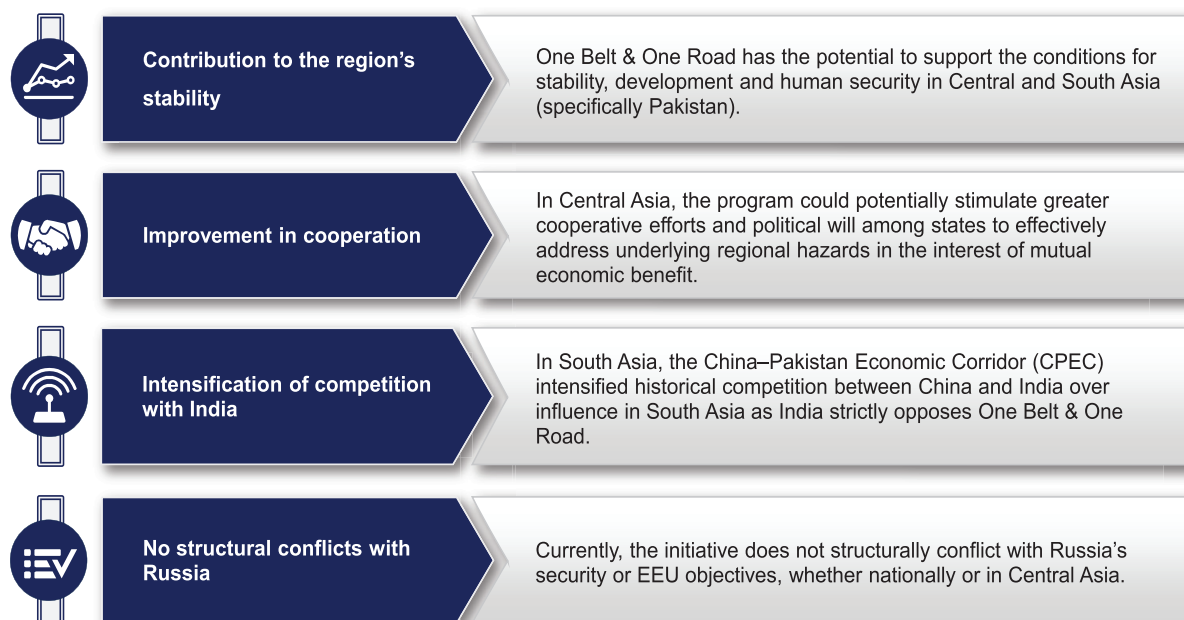 Contribution to the region's
stability
One Belt & One Road has the potential to support the conditions for
stability, development and human security in Central and South Asia
(specifically Pakistan).
Improvement in cooperation
In Central Asia, the program could potentially stimulate greater
cooperative efforts and political will among states to effectively
address underlying regional hazards in the interest of mutual
economic benefit.
Intensification of competition
with India
In South Asia, the China–Pakistan Economic Corridor (CPEC)
intensified historical competition between China and India over
influence in South Asia as India strictly opposes One Belt & One
Road.
No structural conflicts with
Russia
Currently, the initiative does not structurally conflict with Russia's
security or EEU objectives, whether nationally or in Central Asia.